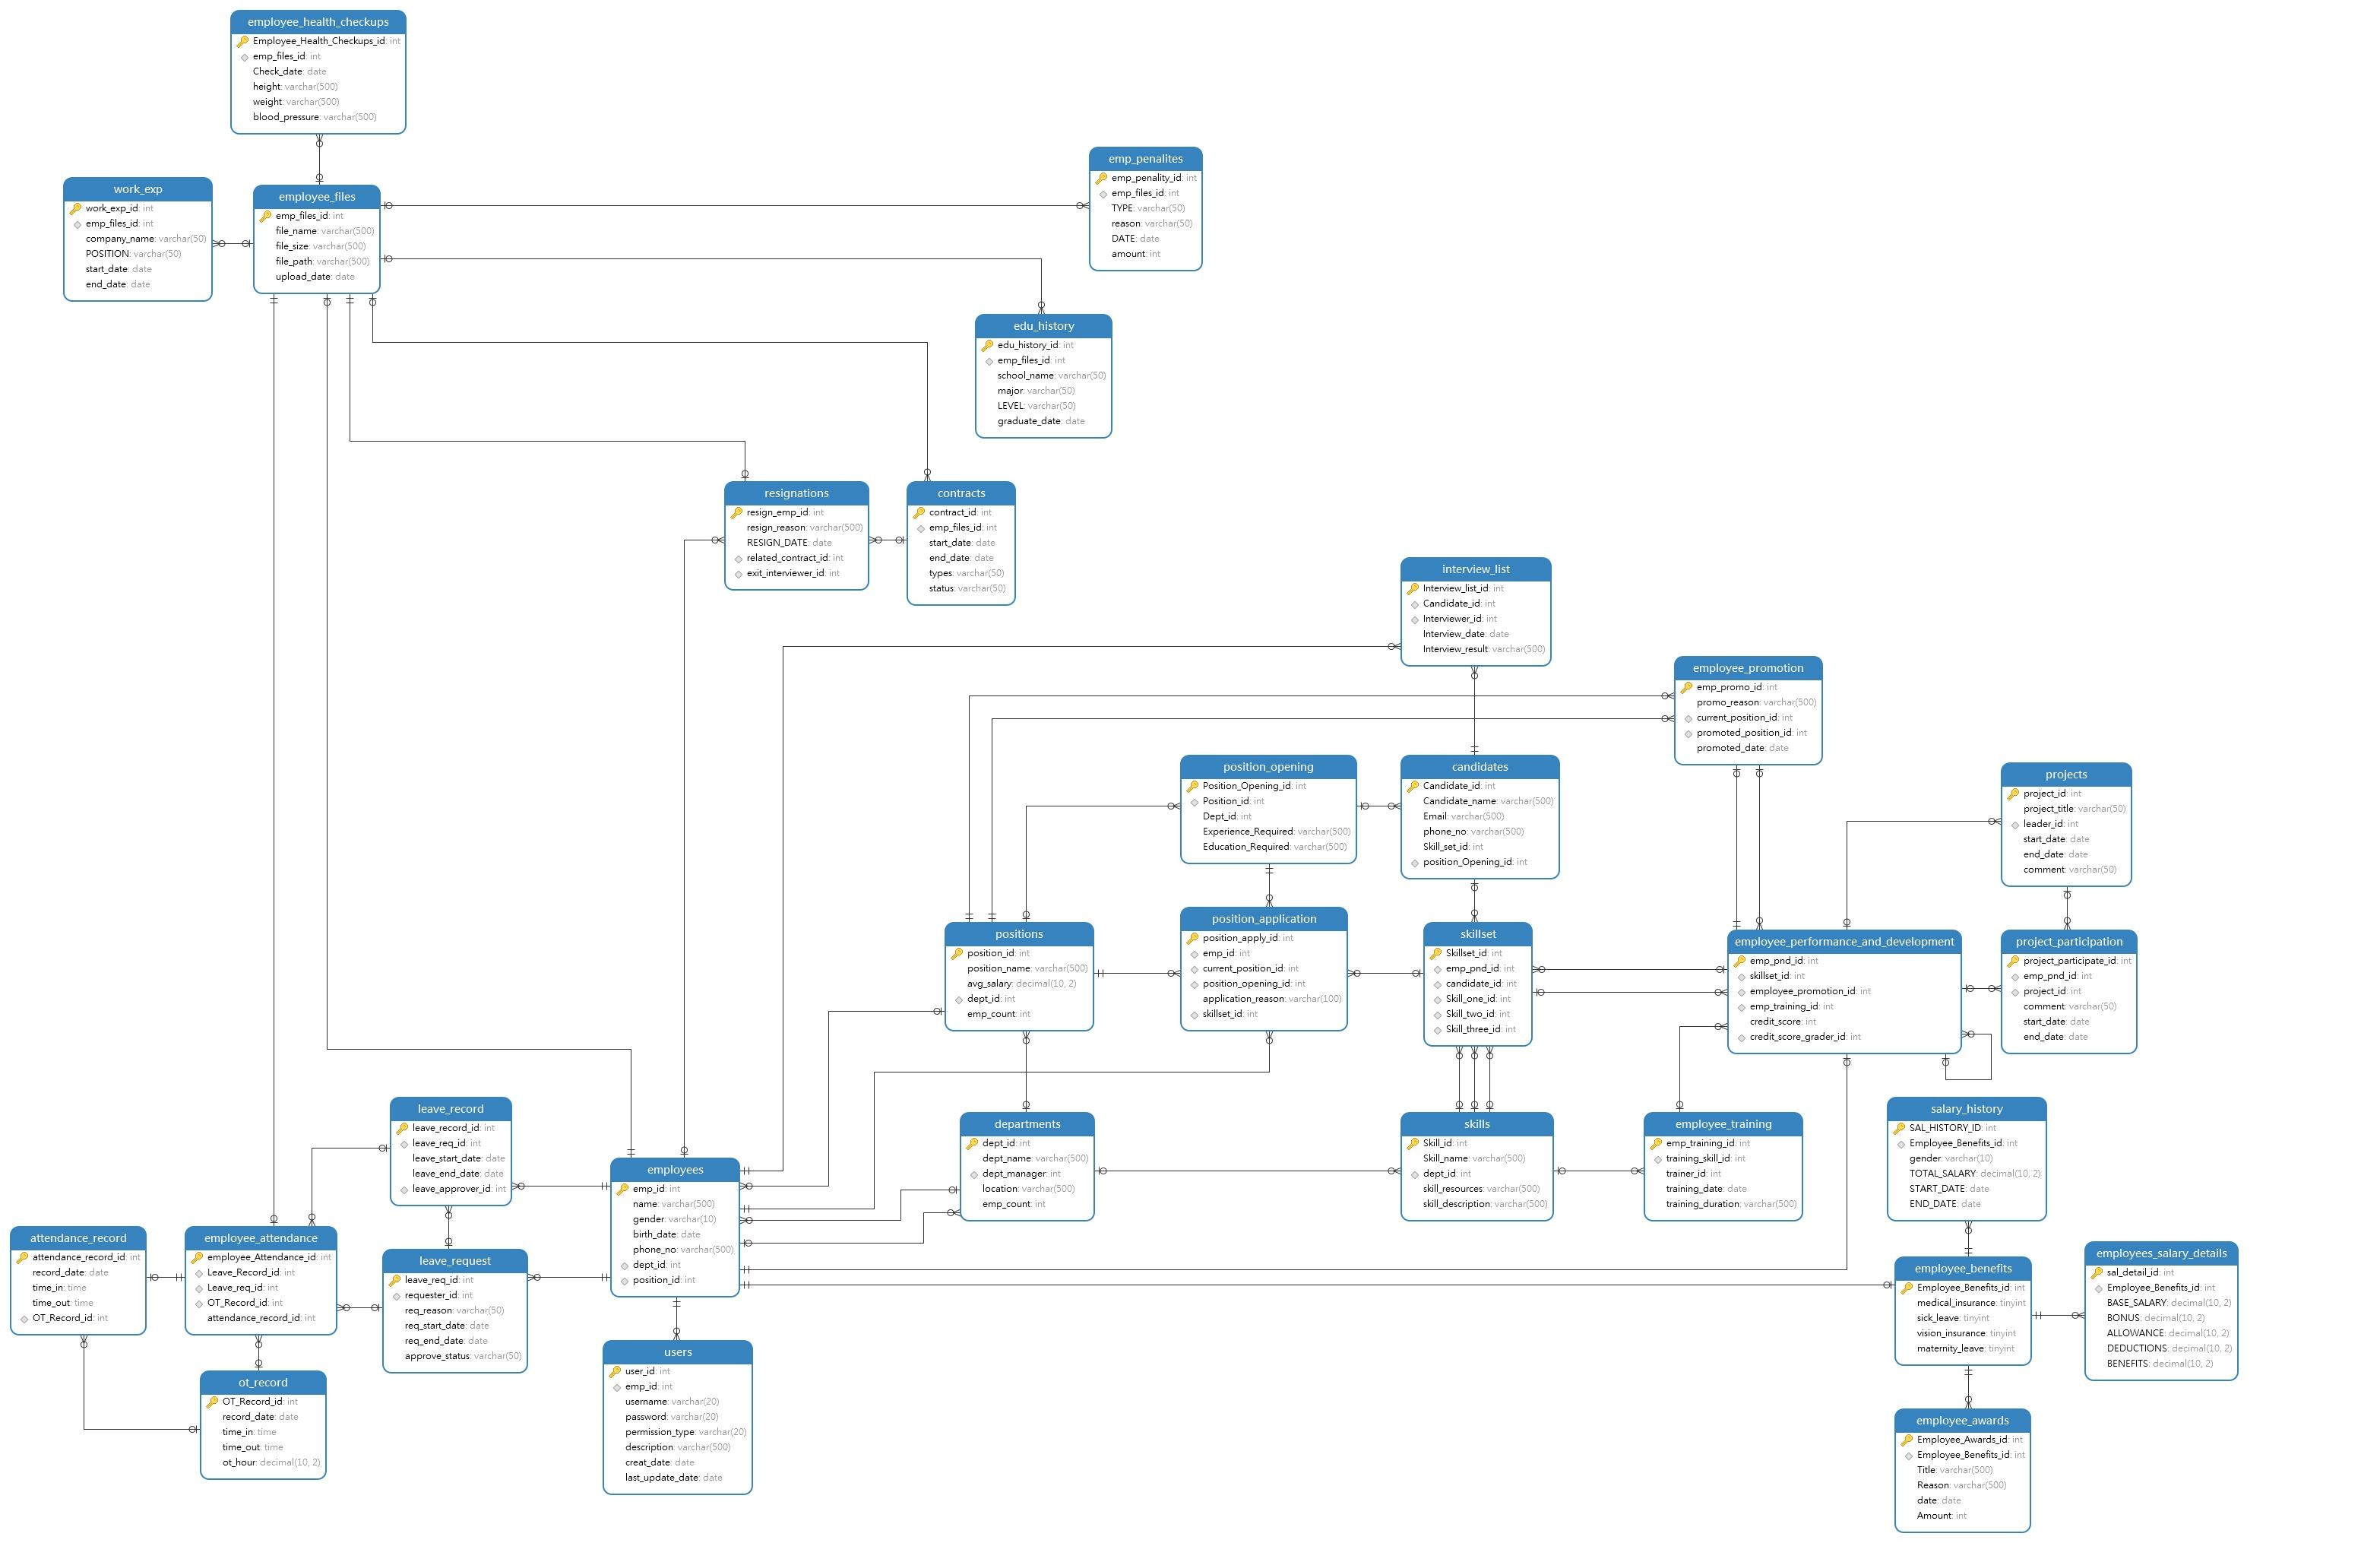 employee_health_checkups
Employee_Health_Checkups_id: int
emp_files_id: int
Check_date: date
height: varchar(500)
weight: varchar(500)
blood_pressure: varchar(500)
emp_penalites
emp_penality_id: int
emp_files_id: int
TYPE: varchar(50)
reason: varchar(50)
DATE: date
amount: int
work_exp
work_exp_id: int
emp_files_id: int
company_name: varchar(50)
POSITION: varchar(50)
start_date: date
end_date: date
employee_files
emp_files_id: int
file_name: varchar(500)
file_size: varchar(500)
file_path: varchar(500)
upload_date: date
edu_history
edu_history_id: int
emp_files_id: int
school_name: varchar(50)
major: varchar(50)
LEVEL: varchar(50)
graduate_date: date
resignations
resign_emp_id: int
resign_reason: varchar(500)
RESIGN_DATE: date
related_contract_id: int
exit_interviewer_id: int
contracts
contract_id: int
emp_files_id: int
start_date: date
end_date: date
types: varchar(50)
status: varchar(50)
interview_list
Interview_list_id: int
Candidate_id: int
Interviewer_id: int
Interview_date: date
Interview_result: varchar(500)
employee_promotion
emp_promo_id: int
promo_reason: varchar(500)
current_position_id: int
promoted_position_id: int
promoted_date: date
position_opening
Position_Opening_id: int
Position_id: int
Dept_id: int
Experience_Required: varchar(500)
Education_Required: varchar(500)
candidates
Candidate_id: int
Candidate_name: varchar(500)
Email: varchar(500)
phone_no: varchar(500)
Skill_set_id: int
position_Opening_id: int
projects
project_id: int
project_title: varchar(50)
leader_id: int
start_date: date
end_date: date
comment: varchar(50)
positions
position_id: int
position_name: varchar(500)
avg_salary: decimal(10, 2)
dept_id: int
emp_count: int
position_application
position_apply_id: int
emp_id: int
current_position_id: int
position_opening_id: int
application_reason: varchar(100)
skillset_id: int
skillset
Skillset_id: int
emp_pnd_id: int
candidate_id: int
Skill_one_id: int
Skill_two_id: int
Skill_three_id: int
employee_performance_and_development
emp_pnd_id: int
skillset_id: int
employee_promotion_id: int
emp_training_id: int
credit_score: int
credit_score_grader_id: int
project_participation
project_participate_id: int
emp_pnd_id: int
project_id: int
comment: varchar(50)
start_date: date
end_date: date
leave_record
leave_record_id: int
leave_req_id: int
leave_start_date: date
leave_end_date: date
leave_approver_id: int
departments
dept_id: int
dept_name: varchar(500)
dept_manager: int
location: varchar(500)
emp_count: int
skills
Skill_id: int
Skill_name: varchar(500)
dept_id: int
skill_resources: varchar(500)
skill_description: varchar(500)
employee_training
emp_training_id: int
training_skill_id: int
trainer_id: int
training_date: date
training_duration: varchar(500)
salary_history
SAL_HISTORY_ID: int
Employee_Benefits_id: int
gender: varchar(10)
TOTAL_SALARY: decimal(10, 2)
START_DATE: date
END_DATE: date
employees
emp_id: int
name: varchar(500)
gender: varchar(10)
birth_date: date
phone_no: varchar(500)
dept_id: int
position_id: int
attendance_record
attendance_record_id: int
record_date: date
time_in: time
time_out: time
OT_Record_id: int
employee_attendance
employee_Attendance_id: int
Leave_Record_id: int
Leave_req_id: int
OT_Record_id: int
attendance_record_id: int
leave_request
leave_req_id: int
requester_id: int
req_reason: varchar(50)
req_start_date: date
req_end_date: date
approve_status: varchar(50)
employee_benefits
Employee_Benefits_id: int
medical_insurance: tinyint
sick_leave: tinyint
vision_insurance: tinyint
maternity_leave: tinyint
employees_salary_details
sal_detail_id: int
Employee_Benefits_id: int
BASE_SALARY: decimal(10, 2)
BONUS: decimal(10, 2)
ALLOWANCE: decimal(10, 2)
DEDUCTIONS: decimal(10, 2)
BENEFITS: decimal(10, 2)
ot_record
OT_Record_id: int
record_date: date
time_in: time
time_out: time
ot_hour: decimal(10, 2)
users
user_id: int
emp_id: int
username: varchar(20)
password: varchar(20)
permission_type: varchar(20)
description: varchar(500)
creat_date: date
last_update_date: date
employee_awards
Employee_Awards_id: int
Employee_Benefits_id: int
Title: varchar(500)
Reason: varchar(500)
date: date
Amount: int